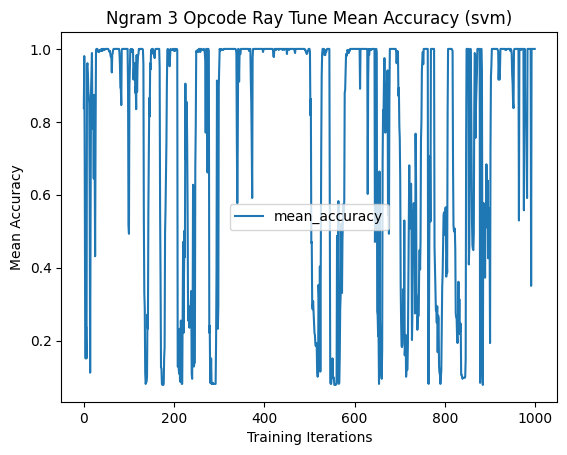 Ngram 3 Opcode Ray Tune Mean Accuracy (svm)
Mean Accuracy
1.0
0.8
0.6
0.4
0.2
mean_accuracy
0 200 400 600 800 1000
Training Iterations